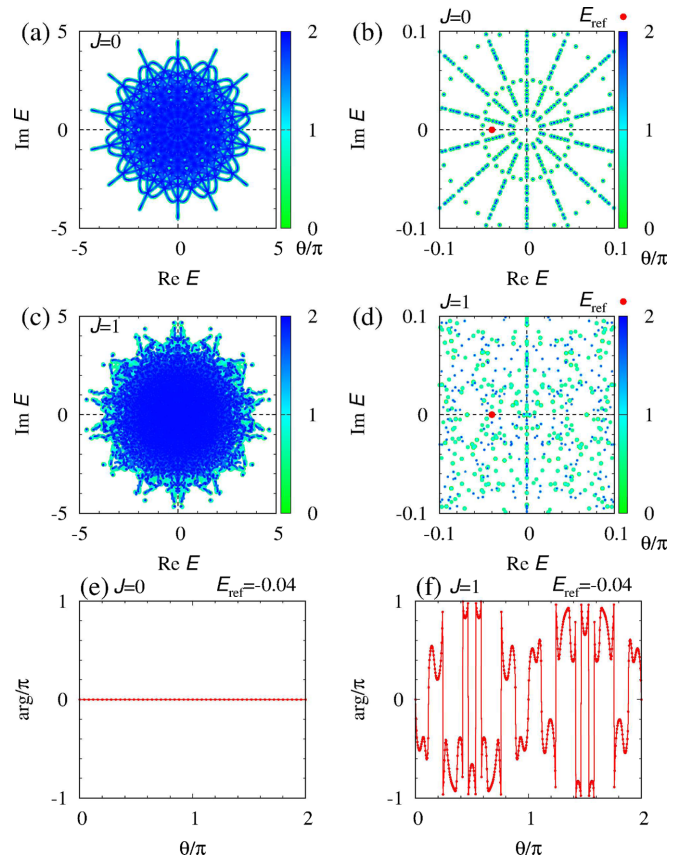 (a) J=0
5
0
-5
Im E
-5 0 5
Re E
2
1
0
θ/π
(b) J=0 E_ref
0.1
0
-0.1
Im E
-0.1 0 0.1
Re E
2
1
0
θ/π
(c) J=1
5
0
-5
Im E
-5 0 5
Re E
2
1
0
θ/π
(d) J=1 E_ref
0.1
0
-0.1
Im E
-0.1 0 0.1
Re E
2
1
0
θ/π
(e) J=0 E_ref=-0.04
1
0
-1
arg/π
0 1 2
θ/π
(f) J=1 E_ref=-0.04
1
0
-1
arg/π
0 1 2
θ/π